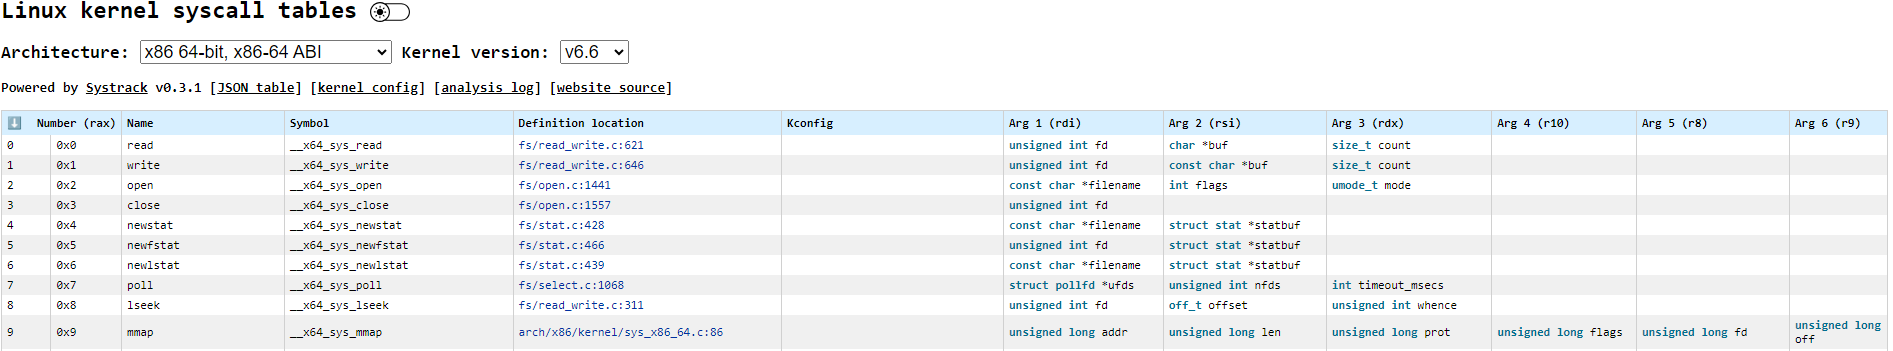 Linux kernel syscall tables
Architecture: x86 64-bit, x86-64 ABI Kernel version: v6.6
Powered by Systrack v0.3.1 [JSON table] [kernel config] [analysis log] [website source]
Number (rax) Name Symbol Definition location Kconfig Arg 1 (rdi) Arg 2 (rsi) Arg 3 (rdx) Arg 4 (r10) Arg 5 (r8) Arg 6 (r9)
0 0x0 read __x64_sys_read fs/read_write.c:621 unsigned int fd char *buf size_t count
1 0x1 write __x64_sys_write fs/read_write.c:646 unsigned int fd const char *buf size_t count
2 0x2 open __x64_sys_open fs/open.c:1441 const char *filename int flags umode_t mode
3 0x3 close __x64_sys_close fs/open.c:1557 unsigned int fd
4 0x4 newstat __x64_sys_newstat fs/stat.c:428 const char *filename struct stat *statbuf
5 0x5 newfstat __x64_sys_newfstat fs/stat.c:466 unsigned int fd struct stat *statbuf
6 0x6 newlstat __x64_sys_newlstat fs/stat.c:439 const char *filename struct stat *statbuf
7 0x7 poll __x64_sys_poll fs/select.c:1068 struct pollfd *ufds unsigned int nfds int timeout_msecs
8 0x8 lseek __x64_sys_lseek fs/read_write.c:311 unsigned int fd off_t offset unsigned int whence
9 0x9 mmap __x64_sys_mmap arch/x86/kernel/sys_x86_64.c:86 unsigned long addr unsigned long len unsigned long prot unsigned long flags unsigned long fd unsigned long
off